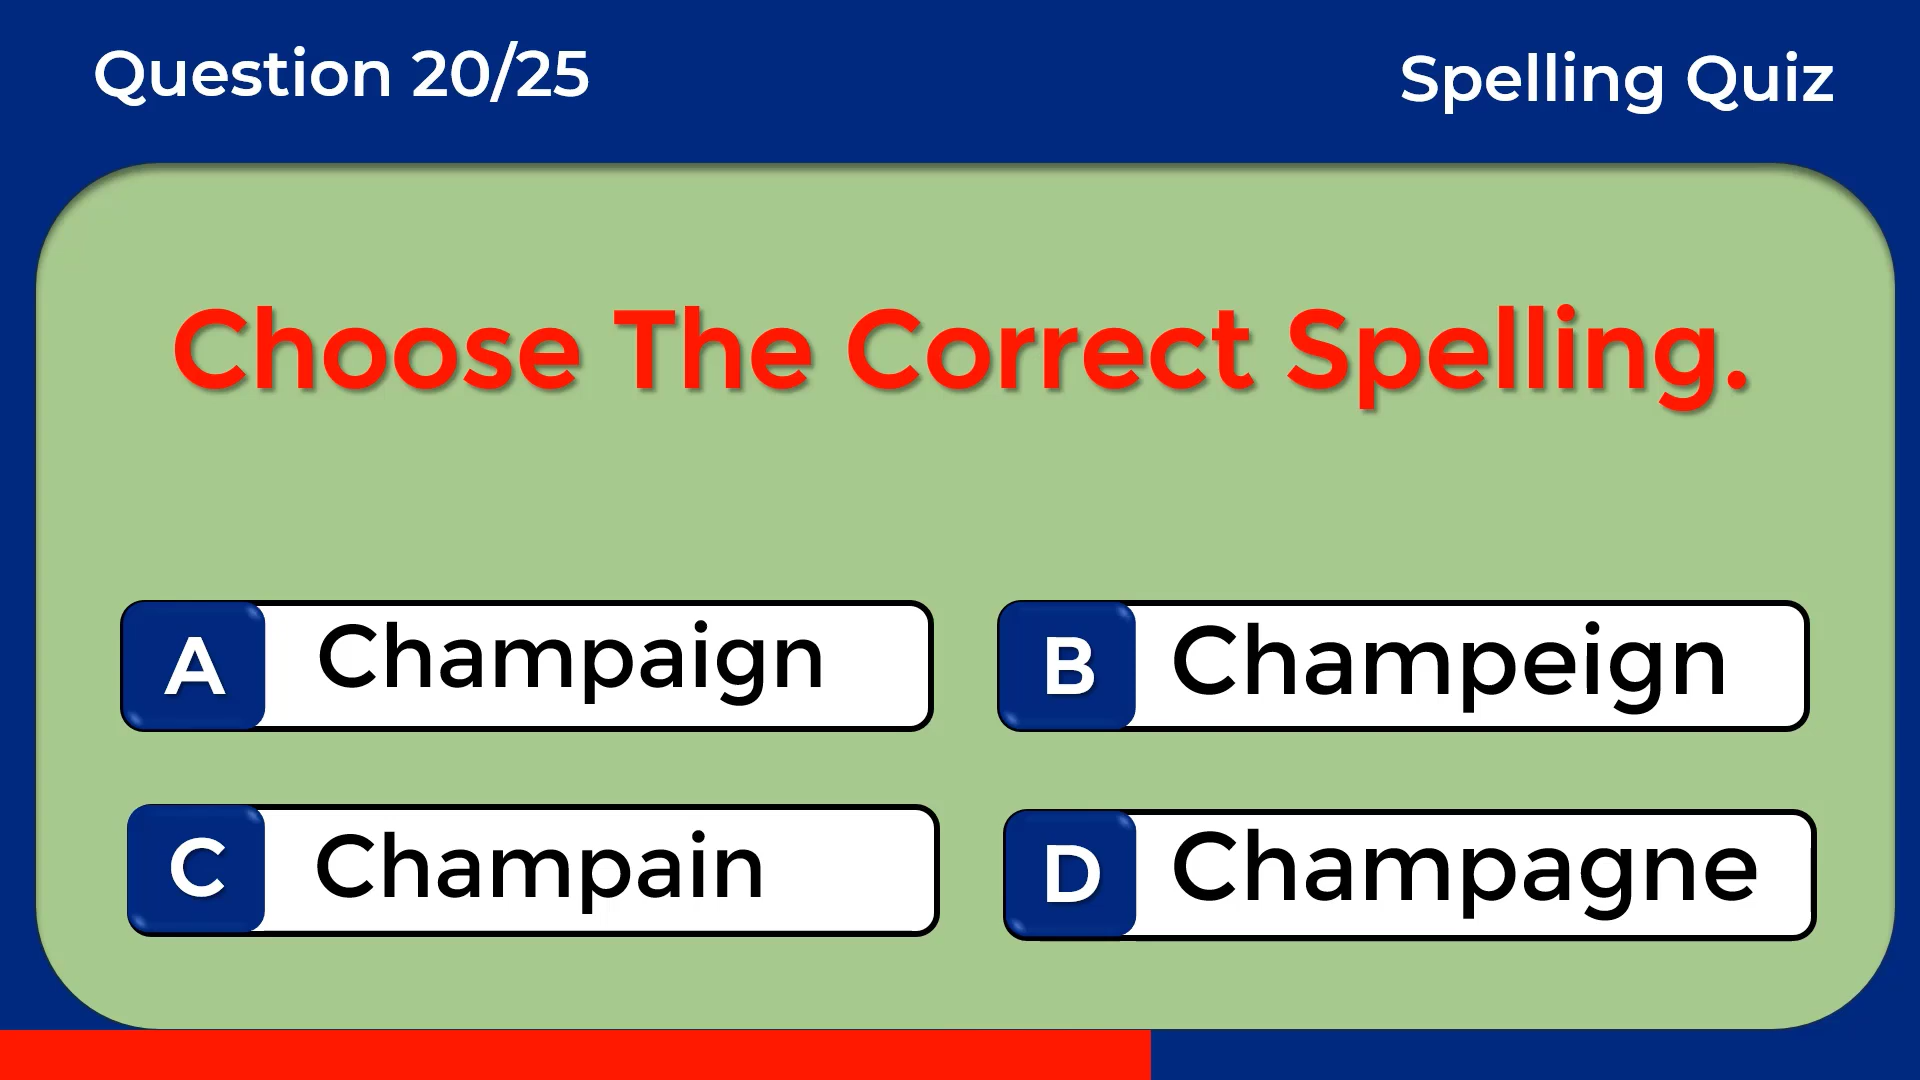 Question 20/25
Spelling Quiz
Choose The Correct Spelling.
A Champaign
B Champeign
C Champain
D Champagne